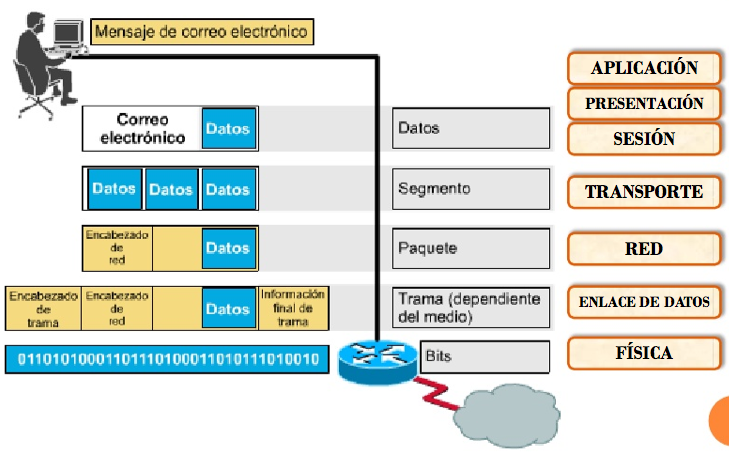 Mensaje de correo electrónico
APLICACIÓN
PRESENTACIÓN
Correo
electrónico
Datos
Datos
SESIÓN
Datos
Datos
Datos
Segmento
TRANSPORTE
Encabezado
de
red
Datos
Paquete
RED
Encabezado
de
trama
Encabezado
de
red
Datos
Información
final de
trama
Trama (dependiente
del medio)
ENLACE DE DATOS
0110101000110111010001101011101​0010
Bits
FÍSICA